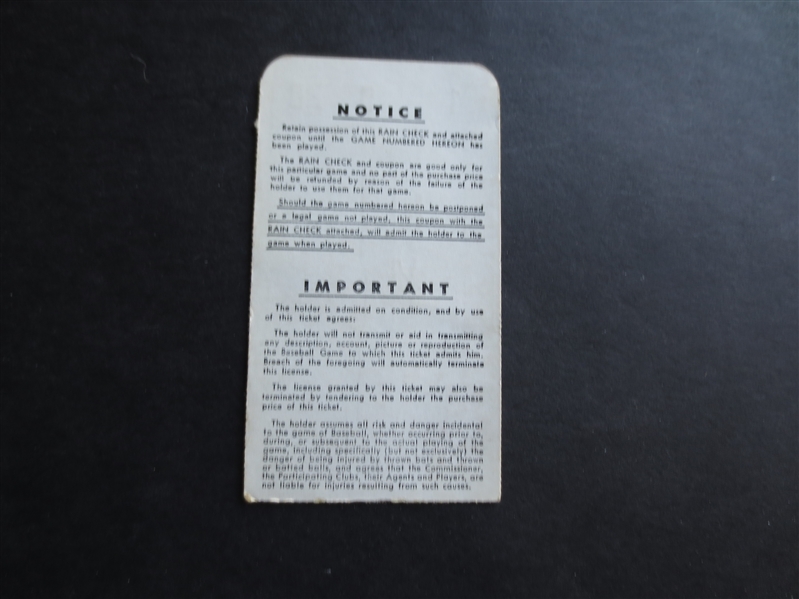 NOTICE
Retain possession of this RAIN CHECK and attached
coupon until the GAME NUMBERED HEREON has
been played.
The RAIN CHECK and coupon are good only for
this particular game and no part of the purchase price
will be refunded by reason of the failure of the
holder to use them for that game.
Should the game numbered hereon be postponed
or a legal game not played, this coupon with the
RAIN CHECK attached, will admit the holder to the
game when played.
IMPORTANT
The holder is admitted on condition, and by use
of this ticket agrees:
The holder will not transmit or aid in transmitting
any description, account, picture or reproduction of
the Baseball Game to which this ticket admits him.
Breach of the foregoing will automatically terminate
this license.
The license granted by this ticket may also be
terminated by tendering to the holder the purchase
price of this ticket.
The holder assumes all risk and danger incidental
to the game of Baseball, whether occurring prior to,
during, or subsequent to the actual playing of the
game, including specifically (but not exclusively) the
danger of being injured by thrown bats and thrown
or batted balls, and agrees that the Commissioner,
the Participating Clubs, their Agents and Players, are
not liable for injuries resulting from such causes.